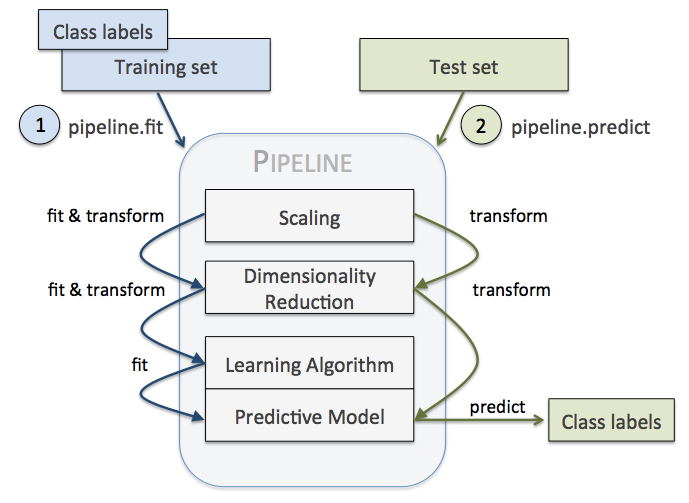 Class labels
Training set
Test set
1 pipeline.fit
2 pipeline.predict
PIPELINE
fit & transform
Scaling
transform
fit & transform
Dimensionality
Reduction
transform
fit
Learning Algorithm
Predictive Model
predict
Class labels